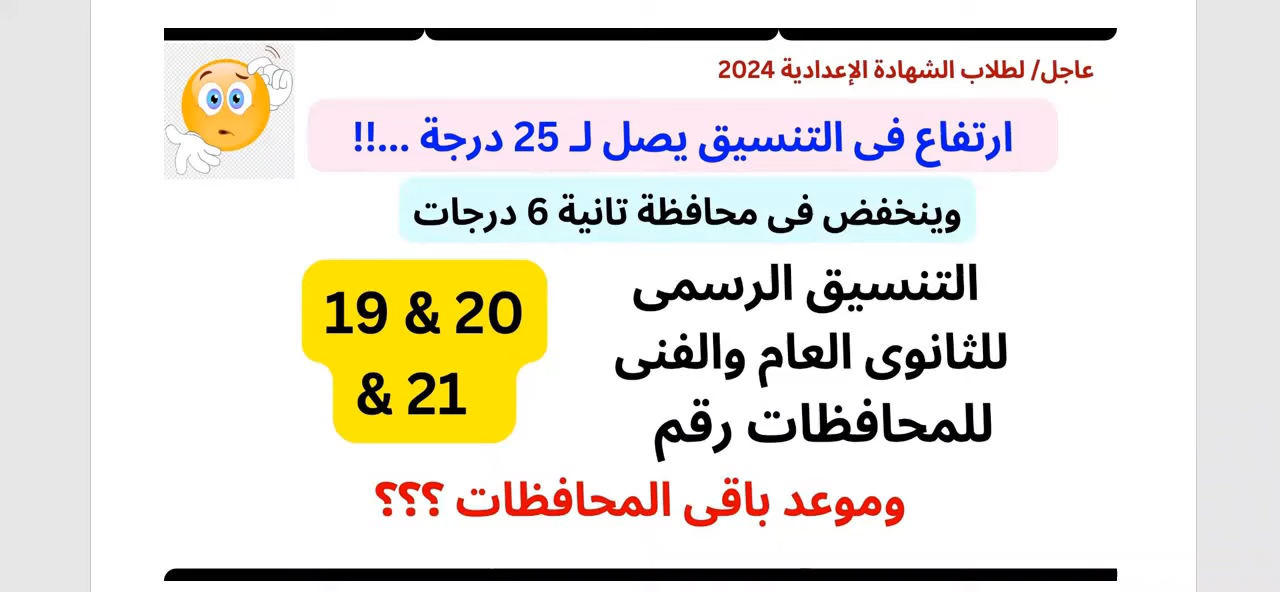 عاجل/ لطلاب الشهادة الإعدادية 2024
ارتفاع فى التنسيق يصل لـ 25 درجة ...!!
وينخفض فى محافظة تانية 6 درجات
التنسيق الرسمى
للثانوى العام والفنى
للمحافظات رقم
19 & 20
& 21
وموعد باقى المحافظات ؟؟؟